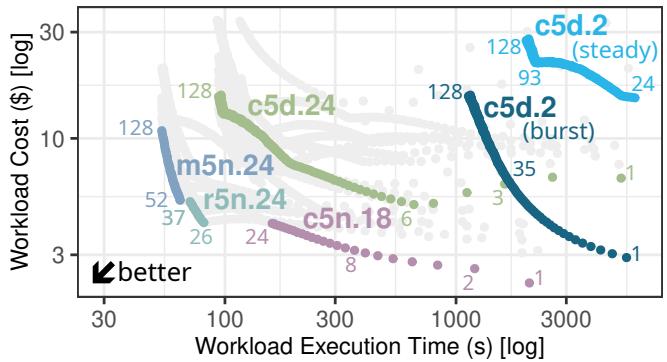 Workload Cost ($) [log]
30
10
3
c5d.2
(steady)
128
93
24
128
c5d.24
6
3
1
128
c5d.2
(burst)
35
1
128
m5n.24
52
r5n.24
37
26
c5n.18
24
8
2
1
better
30
100
300
1000
3000
Workload Execution Time (s) [log]